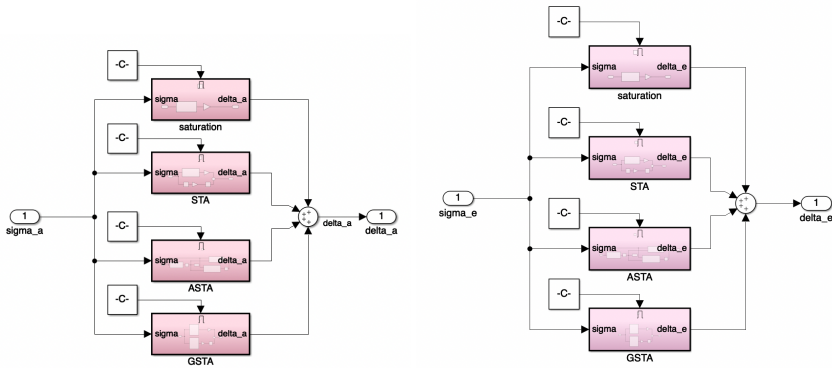 -C-
sigma delta_a
saturation
-C-
sigma delta_a
STA
1
sigma_a
++
++
delta_a
1
delta_a
-C-
sigma delta_a
ASTA
-C-
sigma delta_a
GSTA
-C-
sigma delta_e
saturation
-C-
sigma delta_e
STA
1
sigma_e
++
++
1
delta_e
-C-
sigma delta_e
ASTA
-C-
sigma delta_e
GSTA